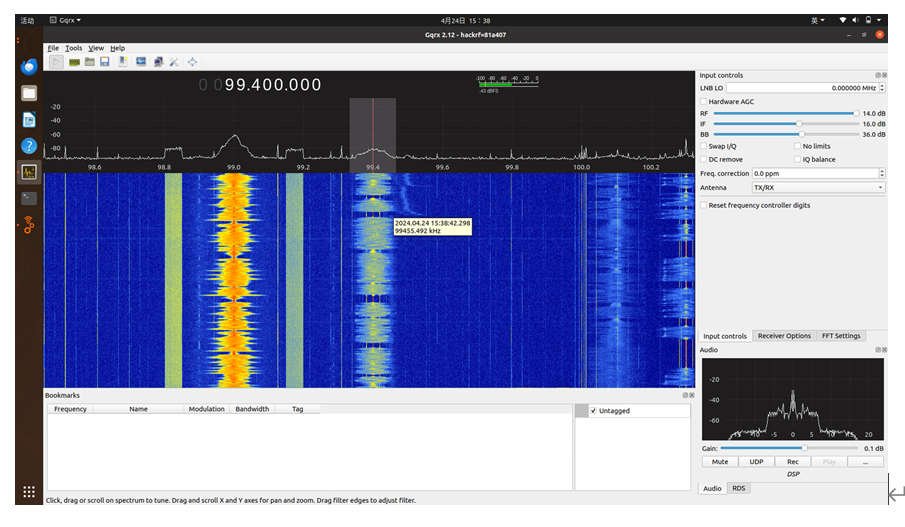 活动
Gqrx
4月24日 15:38
英
Gqrx 2.12 - hackrf=81a407
File Tools View Help
0 099.400.000
-100 -80 -60 -40 -20 0
-43 dBFS
-20
-40
-60
-80
98.6 98.8 99.0 99.2 99.4 99.6 99.8 100.0 100.2
2024.04.24 15:38:42.298
99455.492 kHz
Input controls
LNB LO 0.000000 MHz
Hardware AGC
RF 14.0 dB
IF 16.0 dB
BB 36.0 dB
Swap I/Q No limits
DC remove IQ balance
Freq. correction 0.0 ppm
Antenna TX/RX
Reset frequency controller digits
Input controls Receiver Options FFT Settings
Audio
-20
-40
-60
-15 -10 -5 0 5 10 15 20
Gain: 0.1 dB
Mute UDP Rec Play ...
DSP
Audio RDS
Bookmarks
Frequency Name Modulation Bandwidth Tag
Untagged
Click, drag or scroll on spectrum to tune. Drag and scroll X and Y axes for pan and zoom. Drag filter edges to adjust filter.